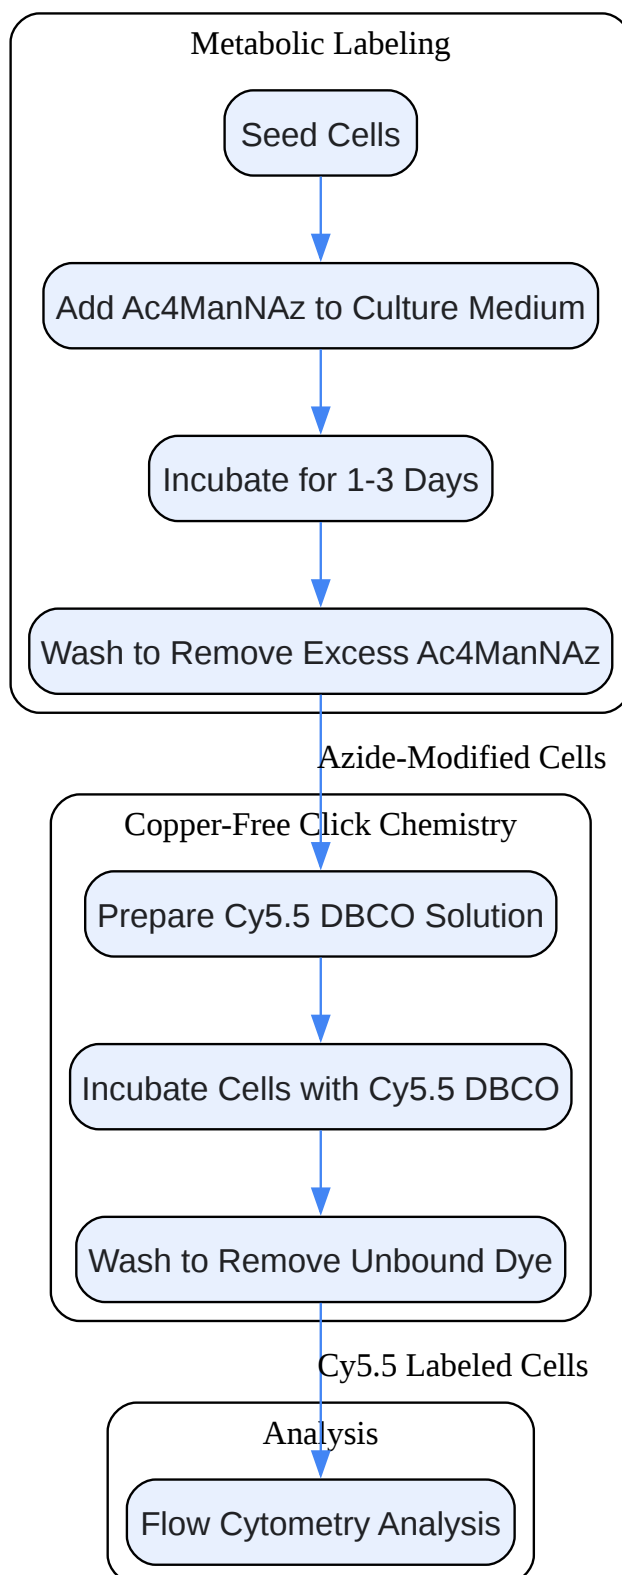 Metabolic Labeling
Seed Cells
Add Ac4ManNAz to Culture Medium
Incubate for 1-3 Days
Wash to Remove Excess Ac4ManNAz
Azide-Modified Cells
Copper-Free Click Chemistry
Prepare Cy5.5 DBCO Solution
Incubate Cells with Cy5.5 DBCO
Wash to Remove Unbound Dye
Cy5.5 Labeled Cells
Analysis
Flow Cytometry Analysis